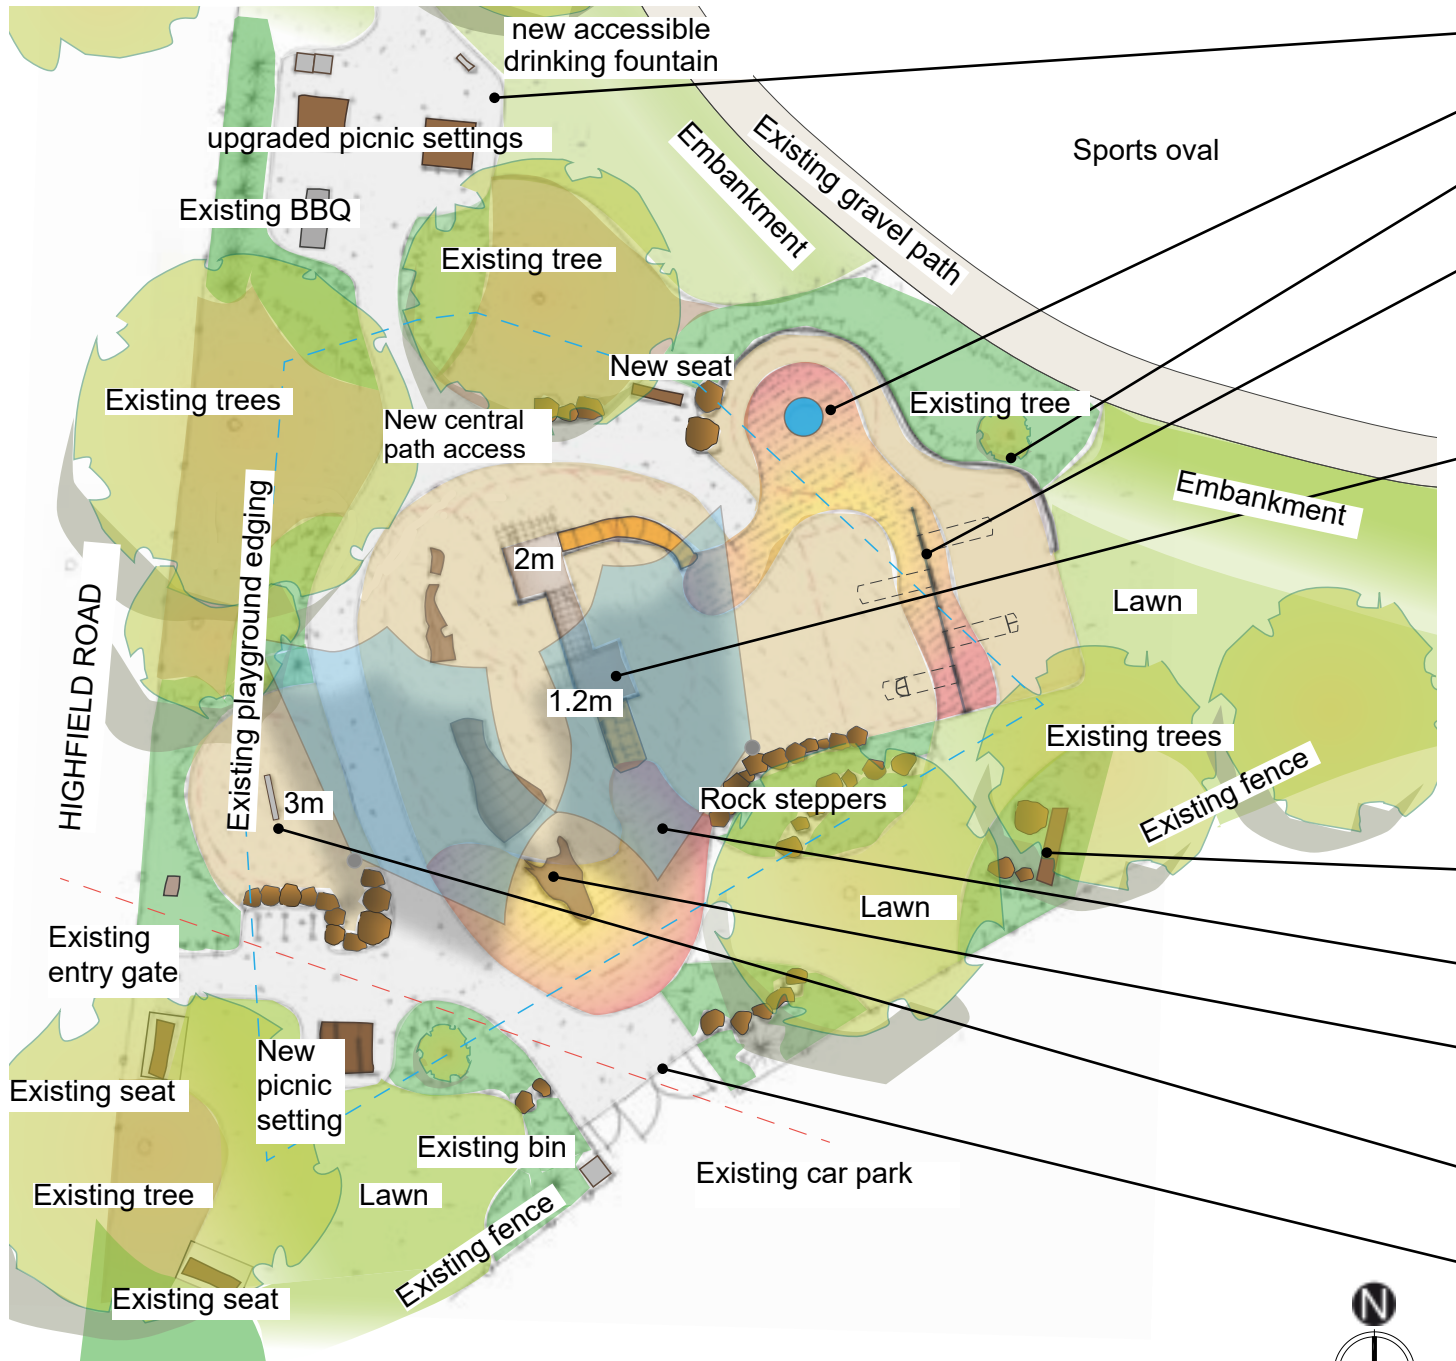 new accessible
drinking fountain
upgraded picnic settings
Embankment
Existing gravel path
Sports oval
Existing BBQ
Existing tree
New seat
Existing trees
New central
path access
Existing tree
Embankment
Existing playground edging
2m
HIGHFIELD ROAD
Lawn
1.2m
Existing trees
3m
Rock steppers
Existing fence
Existing
entry gate
Lawn
New
picnic
setting
Existing seat
Existing bin
Existing car park
Existing tree
Lawn
Existing fence
Existing seat
N